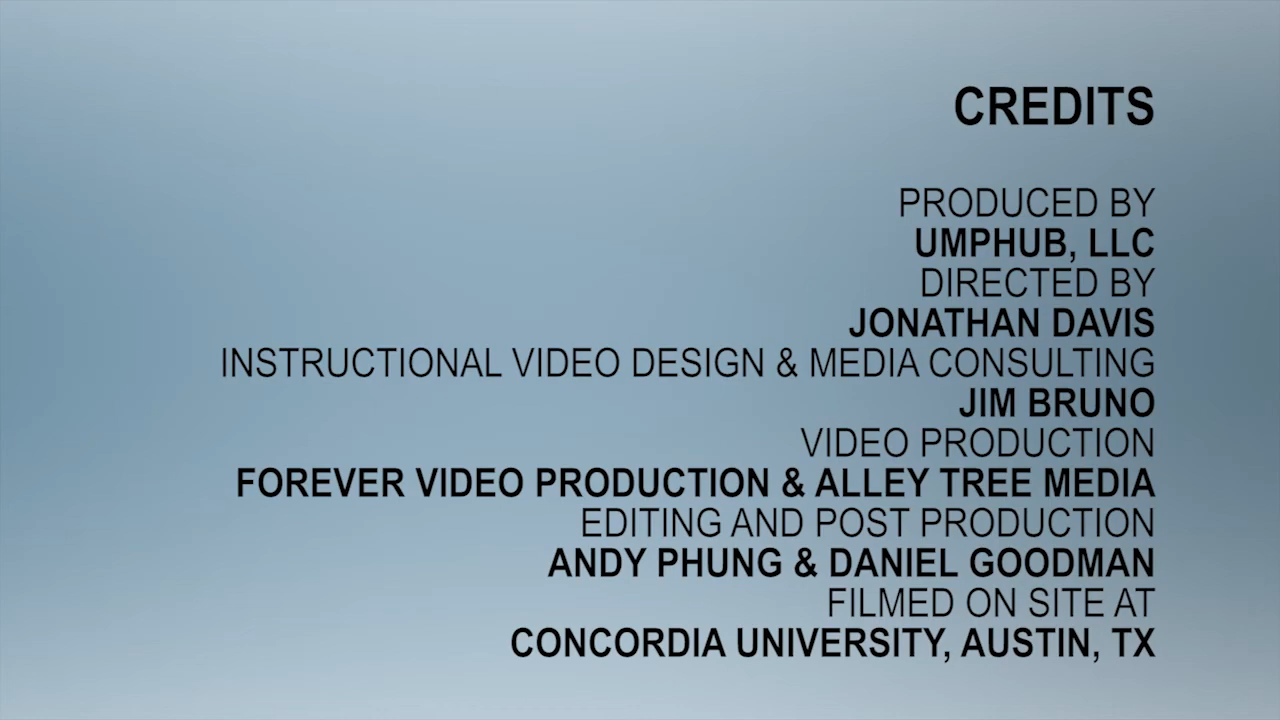 CREDITS
PRODUCED BY
UMPHUB, LLC
DIRECTED BY
JONATHAN DAVIS
INSTRUCTIONAL VIDEO DESIGN & MEDIA CONSULTING
JIM BRUNO
VIDEO PRODUCTION
FOREVER VIDEO PRODUCTION & ALLEY TREE MEDIA
EDITING AND POST PRODUCTION
ANDY PHUNG & DANIEL GOODMAN
FILMED ON SITE AT
CONCORDIA UNIVERSITY, AUSTIN, TX